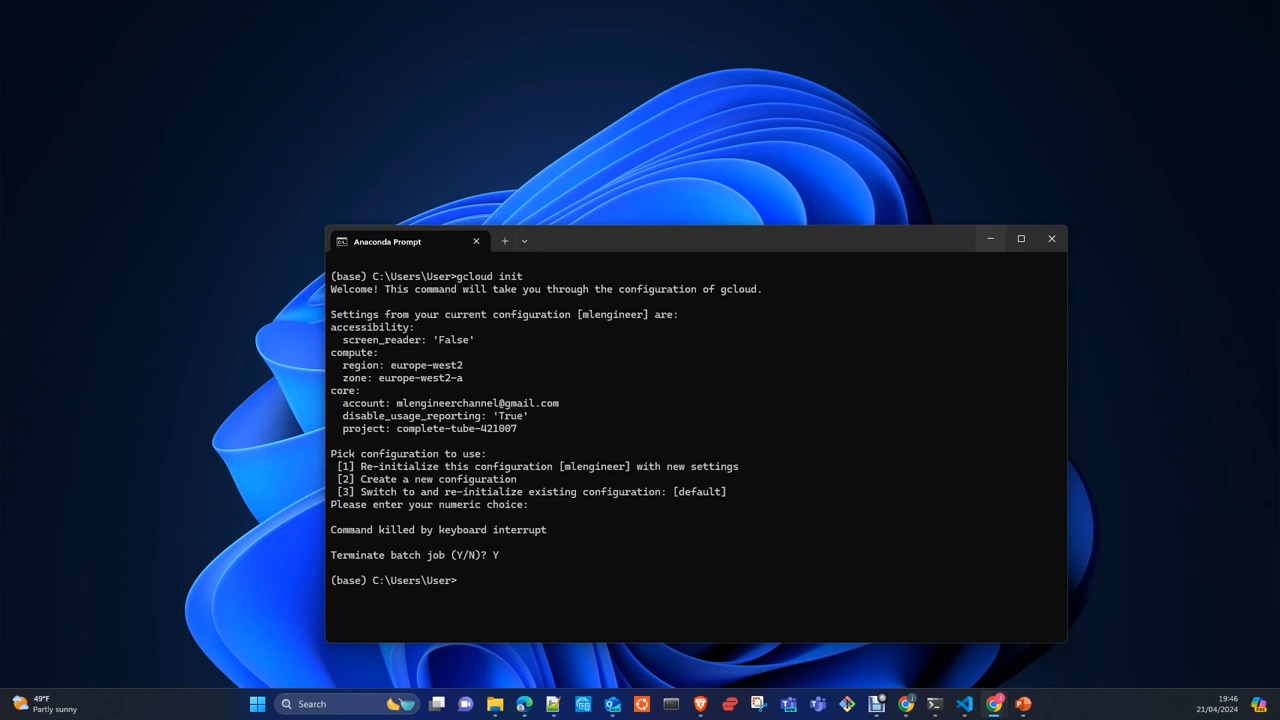 Anaconda Prompt
(base) C:\Users\User>gcloud init
Welcome! This command will take you through the configuration of gcloud.
Settings from your current configuration [mlengineer] are:
accessibility:
screen_reader: 'False'
compute:
region: europe-west2
zone: europe-west2-a
core:
account: mlengineerchannel@gmail.com
disable_usage_reporting: 'True'
project: complete-tube-421007
Pick configuration to use:
[1] Re-initialize this configuration [mlengineer] with new settings
[2] Create a new configuration
[3] Switch to and re-initialize existing configuration: [default]
Please enter your numeric choice:
Command killed by keyboard interrupt
Terminate batch job (Y/N)? Y
(base) C:\Users\User>
49°F
Partly sunny
Search
19:46
21/04/2024